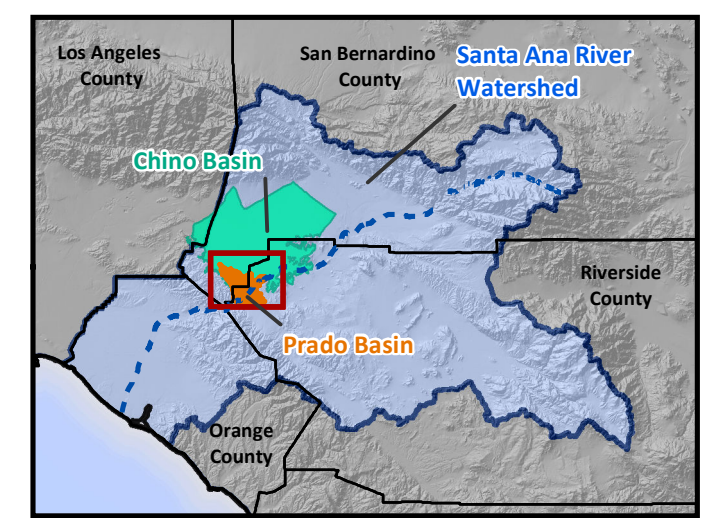 Los Angeles
County
San Bernardino
County
Santa Ana River
Watershed
Chino Basin
Riverside
County
Prado Basin
Orange
County